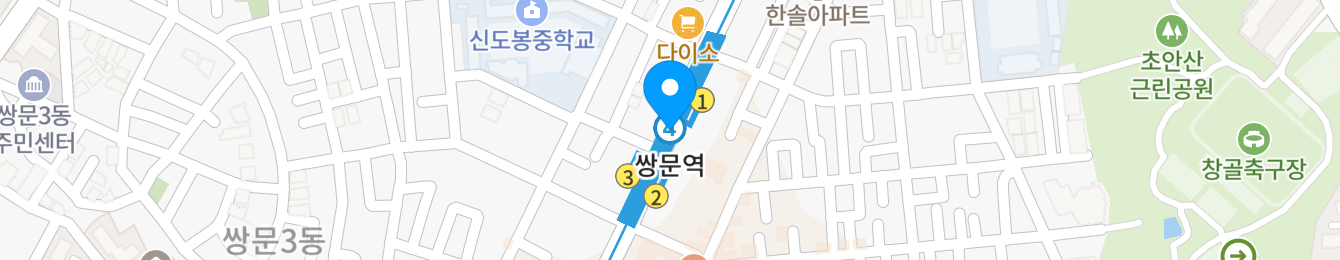 한솔아파트
신도봉중학교
다이소
초안산
근린공원
1
쌍문3동
주민센터
4
쌍문역
창골축구장
3
2
쌍문3동